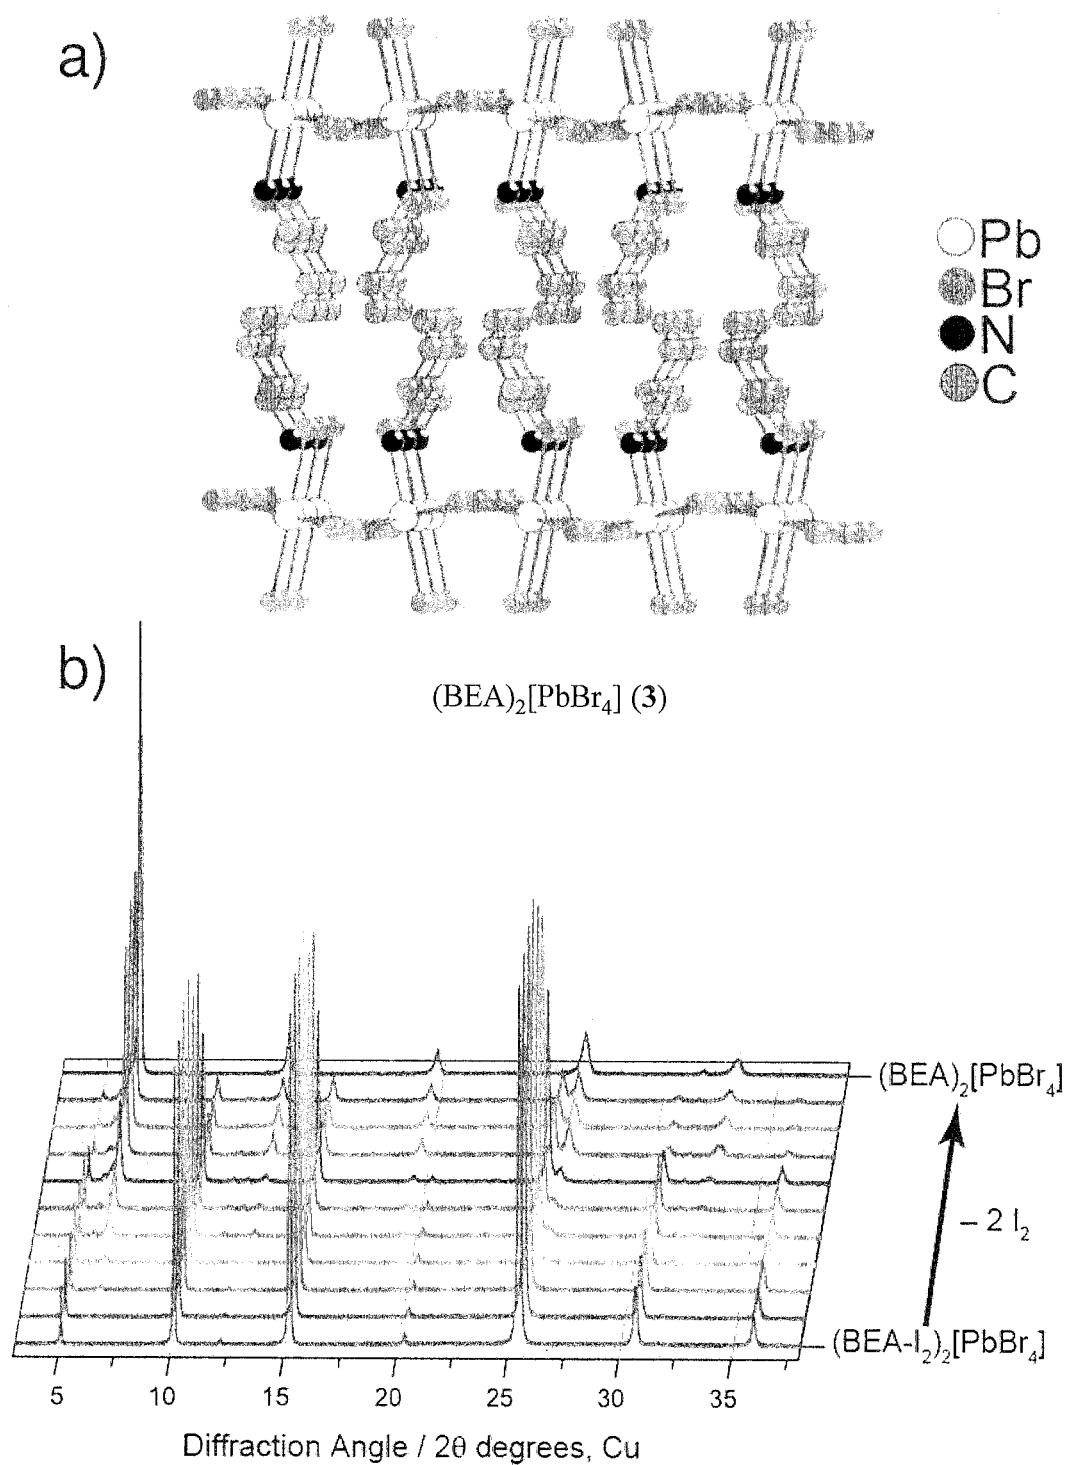 a)
Pb
Br
N
C
b)
(BEA)₂[PbBr₄] (3)
(BEA)₂[PbBr₄]
– 2 I₂
(BEA-I₂)₂[PbBr₄]
5 10 15 20 25 30 35
Diffraction Angle / 2θ degrees, Cu